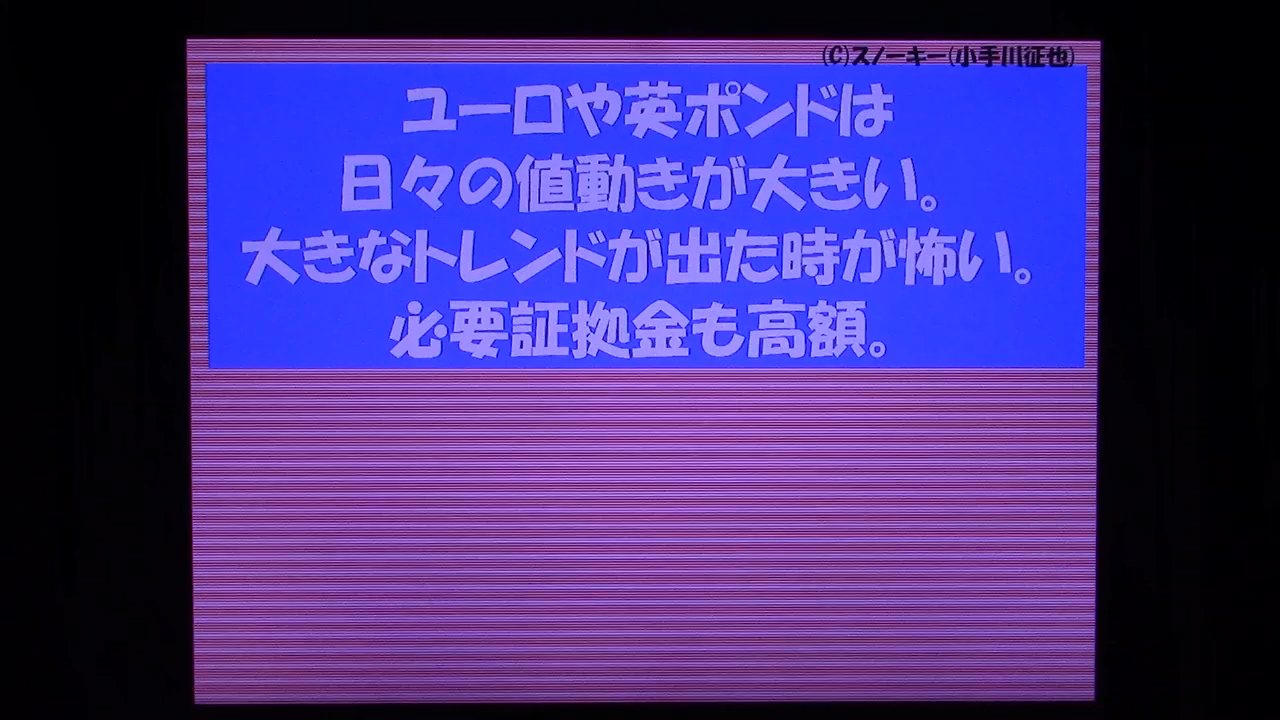 (C)スノーキー(小手川征也)
ユーロや英ポンドは
日々の値動きが大きい。
大きなトレンドが出た時が怖い。
必要証拠金も高額。